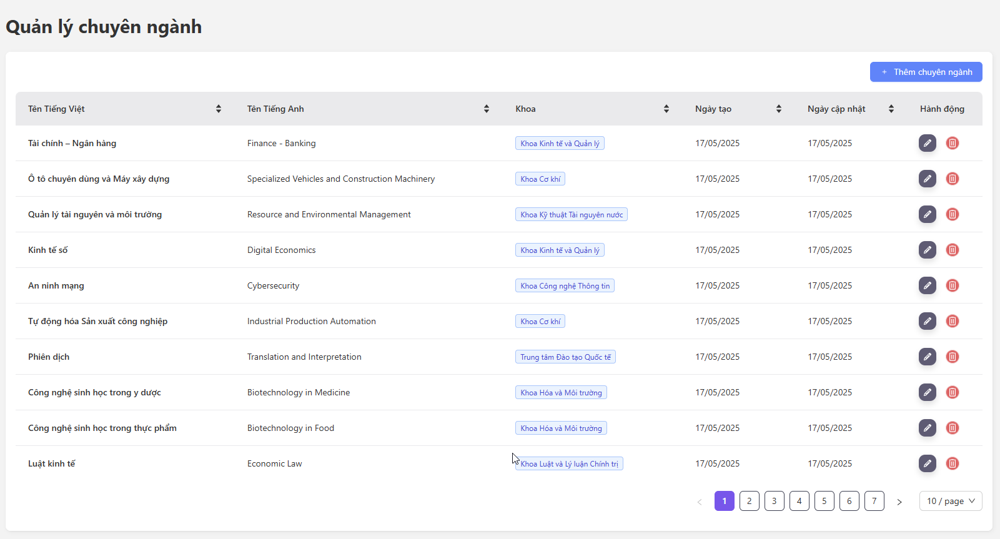 Quản lý chuyên ngành
+ Thêm chuyên ngành
Tên Tiếng Việt Tên Tiếng Anh Khoa Ngày tạo Ngày cập nhật Hành động
Tài chính – Ngân hàng Finance - Banking Khoa Kinh tế và Quản lý 17/05/2025 17/05/2025
Ô tô chuyên dùng và Máy xây dựng Specialized Vehicles and Construction Machinery Khoa Cơ khí 17/05/2025 17/05/2025
Quản lý tài nguyên và môi trường Resource and Environmental Management Khoa Kỹ thuật Tài nguyên nước 17/05/2025 17/05/2025
Kinh tế số Digital Economics Khoa Kinh tế và Quản lý 17/05/2025 17/05/2025
An ninh mạng Cybersecurity Khoa Công nghệ Thông tin 17/05/2025 17/05/2025
Tự động hóa Sản xuất công nghiệp Industrial Production Automation Khoa Cơ khí 17/05/2025 17/05/2025
Phiên dịch Translation and Interpretation Trung tâm Đào tạo Quốc tế 17/05/2025 17/05/2025
Công nghệ sinh học trong y dược Biotechnology in Medicine Khoa Hóa và Môi trường 17/05/2025 17/05/2025
Công nghệ sinh học trong thực phẩm Biotechnology in Food Khoa Hóa và Môi trường 17/05/2025 17/05/2025
Luật kinh tế Economic Law Khoa Luật và Lý luận Chính trị 17/05/2025 17/05/2025
< 1 2 3 4 5 6 7 > 10 / page